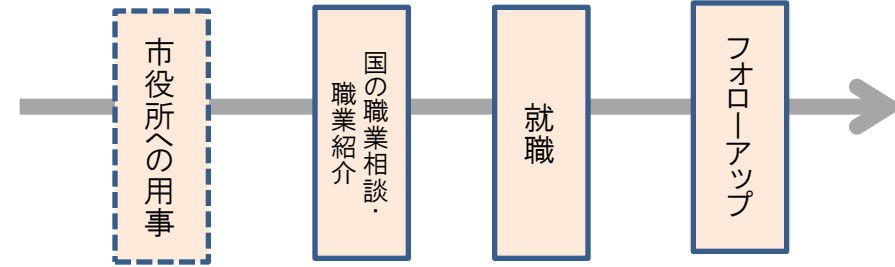 市役所への用事
国の職業相談・
職業紹介
就職
フォローアップ